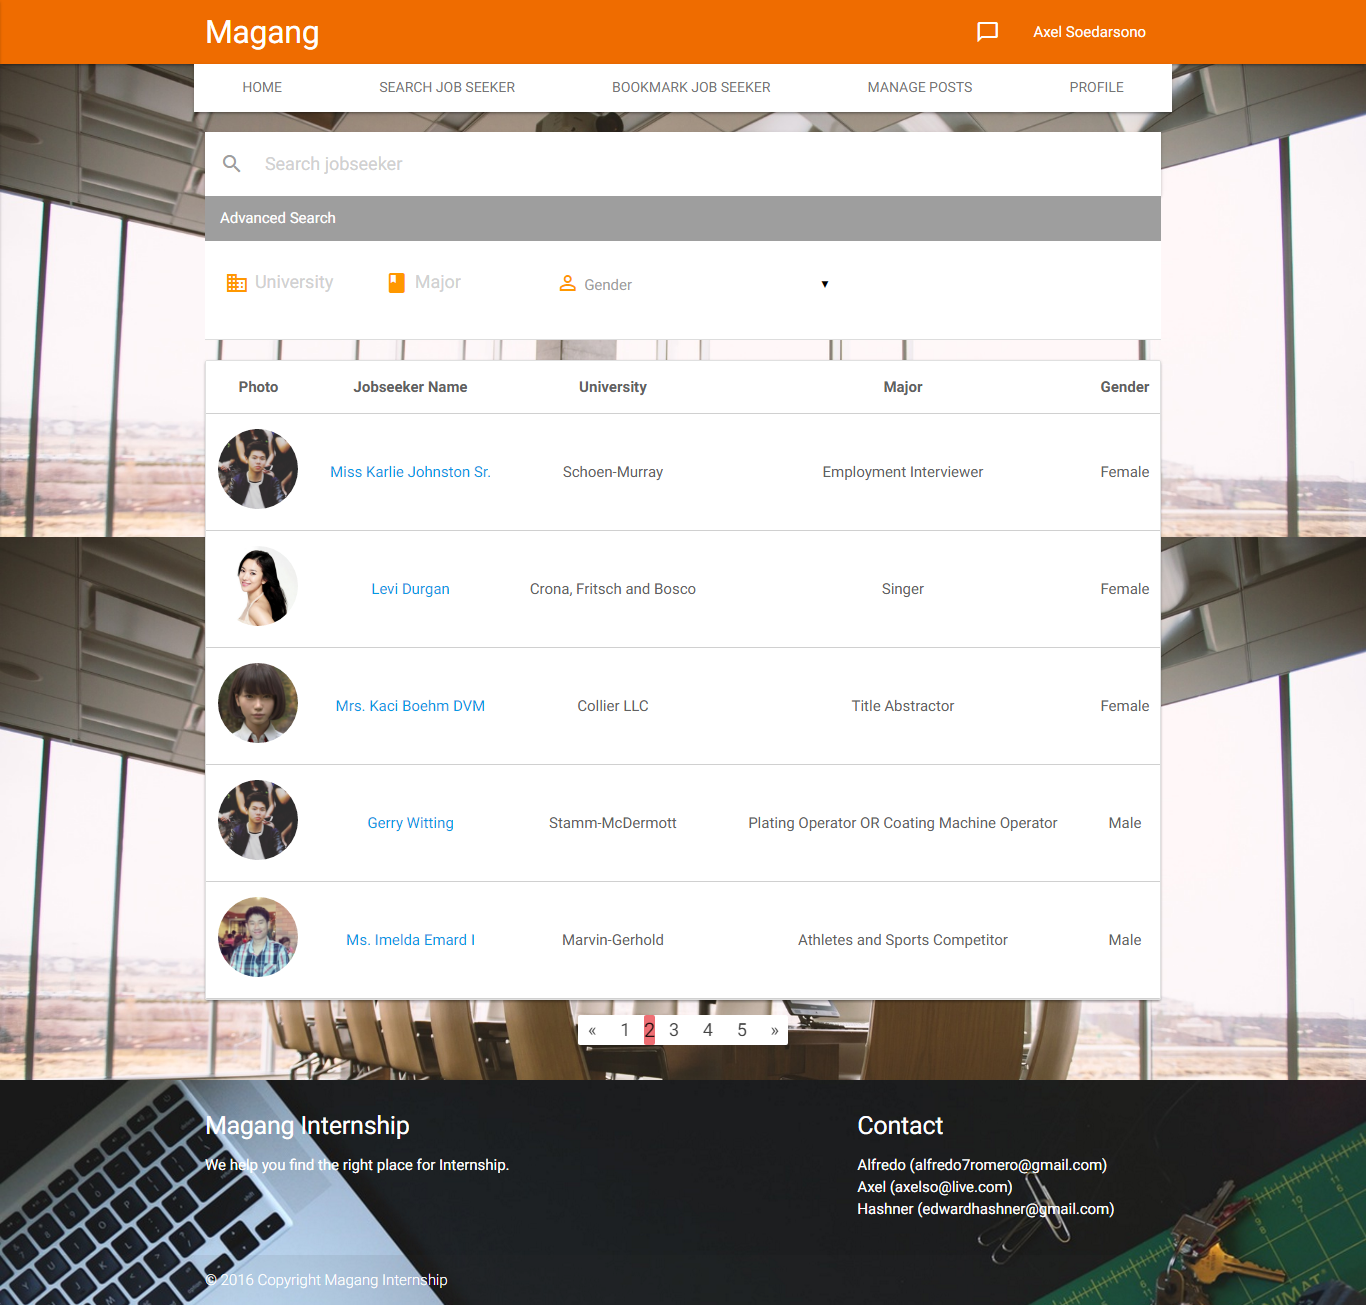 Magang
Axel Soedarsono
HOME SEARCH JOB SEEKER BOOKMARK JOB SEEKER MANAGE POSTS PROFILE
Search jobseeker
Advanced Search
University Major Gender ▼
Photo Jobseeker Name University Major Gender
Miss Karlie Johnston Sr. Schoen-Murray Employment Interviewer Female
Levi Durgan Crona, Fritsch and Bosco Singer Female
Mrs. Kaci Boehm DVM Collier LLC Title Abstractor Female
Gerry Witting Stamm-McDermott Plating Operator OR Coating Machine Operator Male
Ms. Imelda Emard I Marvin-Gerhold Athletes and Sports Competitor Male
« 1 2 3 4 5 »
Magang Internship
We help you find the right place for Internship.
Contact
Alfredo (alfredo7romero@gmail.com)
Axel (axelso@live.com)
Hashner (edwardhashner@gmail.com)
© 2016 Copyright Magang Internship